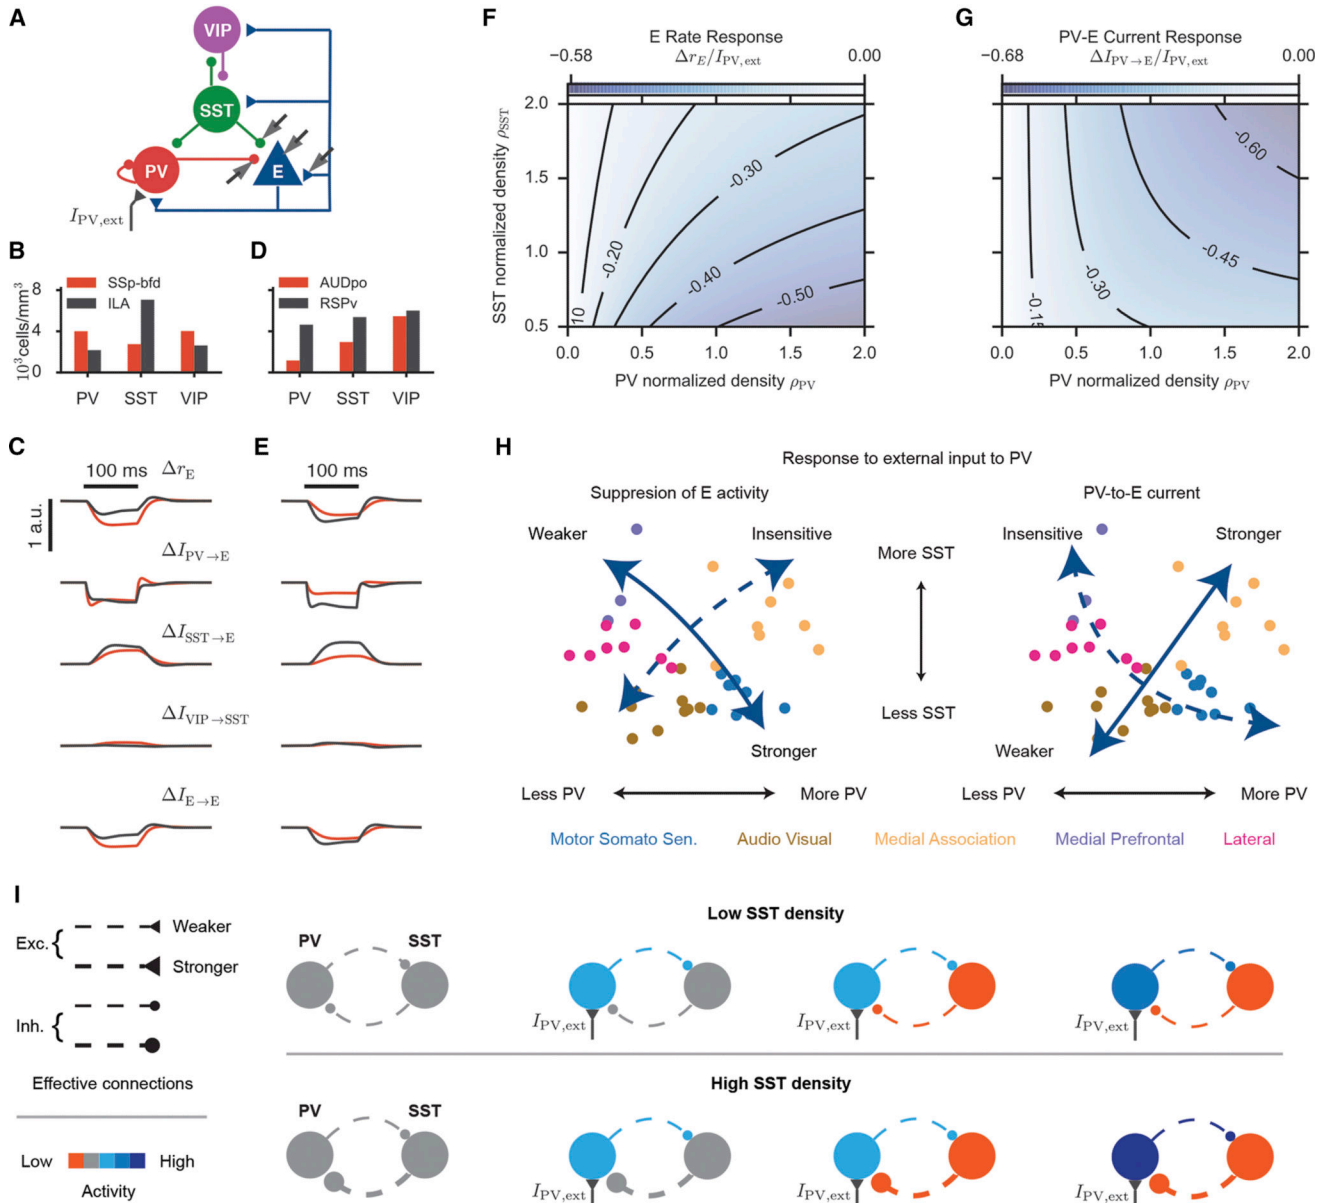 A
VIP
SST
PV
E
I_PV,ext
B
SSp-bfd
ILA
10³cells/mm³
8
4
0
PV
SST
VIP
D
AUDpo
RSPv
PV
SST
VIP
C
100 ms
Δr_E
1 a.u.
ΔI_PV→E
ΔI_SST→E
ΔI_VIP→SST
ΔI_E→E
E
100 ms
F
E Rate Response
−0.58
Δr_E/I_PV,ext
0.00
SST normalized density ρ_SST
2.0
1.5
1.0
0.5
10
-0.20
-0.30
-0.40
-0.50
0.0
0.5
1.0
1.5
2.0
PV normalized density ρ_PV
G
PV-E Current Response
−0.68
ΔI_PV→E/I_PV,ext
0.00
-0.15
-0.30
-0.45
-0.60
0.0
0.5
1.0
1.5
2.0
PV normalized density ρ_PV
H
Response to external input to PV
Suppresion of E activity
PV-to-E current
Weaker
Insensitive
More SST
Insensitive
Stronger
Less SST
Stronger
Weaker
Less PV
More PV
Less PV
More PV
Motor Somato Sen.
Audio Visual
Medial Association
Medial Prefrontal
Lateral
I
Exc.
{
Weaker
Stronger
Inh.
{
Effective connections
Low
High
Activity
Low SST density
PV
SST
I_PV,ext
I_PV,ext
I_PV,ext
High SST density
PV
SST
I_PV,ext
I_PV,ext
I_PV,ext